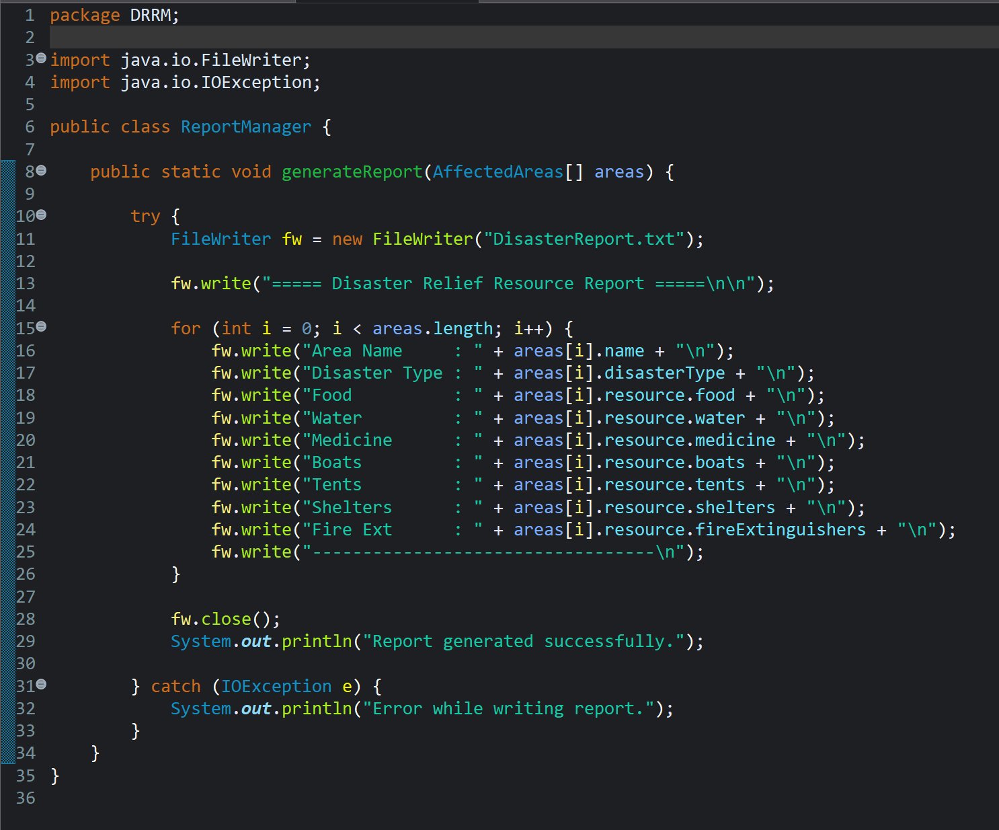 1 package DRRM;
2
3 import java.io.FileWriter;
4 import java.io.IOException;
5
6 public class ReportManager {
7
8     public static void generateReport(AffectedAreas[] areas) {
9
10         try {
11             FileWriter fw = new FileWriter("DisasterReport.txt");
12
13             fw.write("===== Disaster Relief Resource Report =====\n\n");
14
15             for (int i = 0; i < areas.length; i++) {
16                 fw.write("Area Name     : " + areas[i].name + "\n");
17                 fw.write("Disaster Type : " + areas[i].disasterType + "\n");
18                 fw.write("Food          : " + areas[i].resource.food + "\n");
19                 fw.write("Water         : " + areas[i].resource.water + "\n");
20                 fw.write("Medicine      : " + areas[i].resource.medicine + "\n");
21                 fw.write("Boats         : " + areas[i].resource.boats + "\n");
22                 fw.write("Tents         : " + areas[i].resource.tents + "\n");
23                 fw.write("Shelters      : " + areas[i].resource.shelters + "\n");
24                 fw.write("Fire Ext      : " + areas[i].resource.fireExtinguishers + "\n");
25                 fw.write("----------------------------------\n");
26             }
27
28             fw.close();
29             System.out.println("Report generated successfully.");
30
31         } catch (IOException e) {
32             System.out.println("Error while writing report.");
33         }
34     }
35 }
36